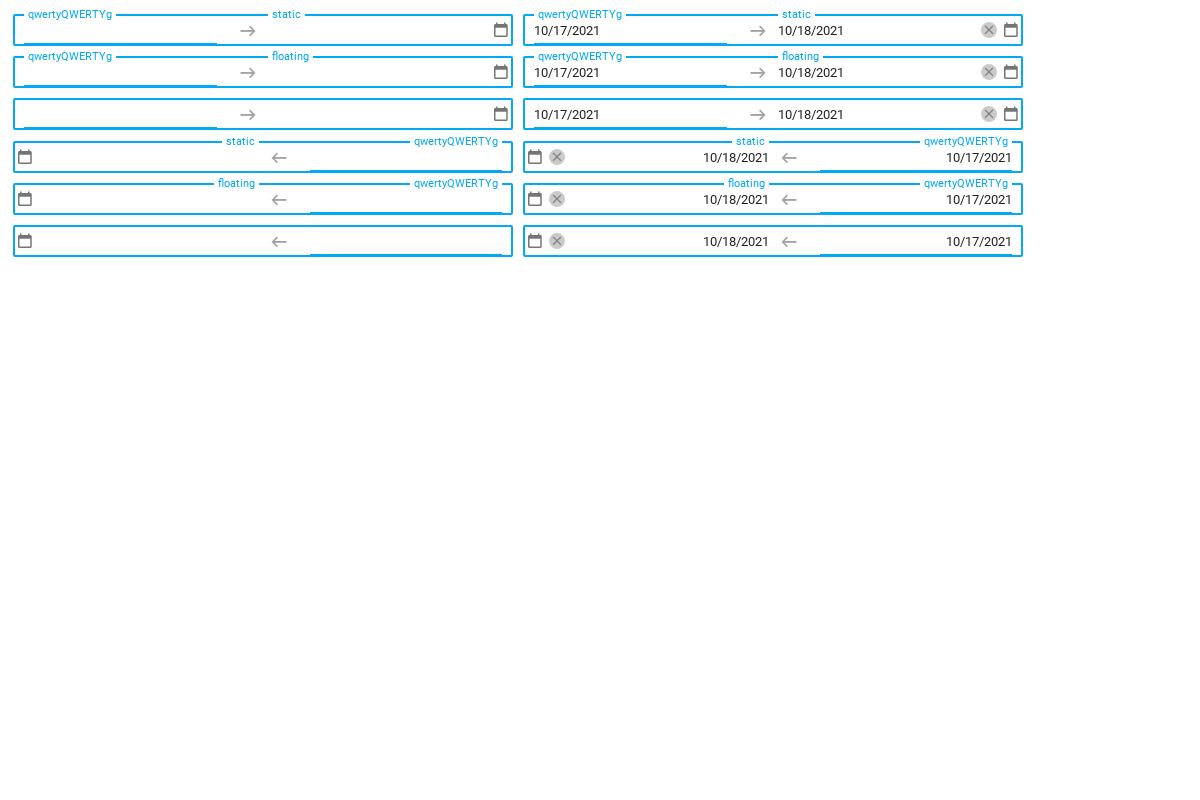 qwertyQWERTYg static qwertyQWERTYg static
10/17/2021 10/18/2021
qwertyQWERTYg floating qwertyQWERTYg floating
10/17/2021 10/18/2021
10/17/2021 10/18/2021
static qwertyQWERTYg static qwertyQWERTYg
10/18/2021 10/17/2021
floating qwertyQWERTYg floating qwertyQWERTYg
10/18/2021 10/17/2021
10/18/2021 10/17/2021